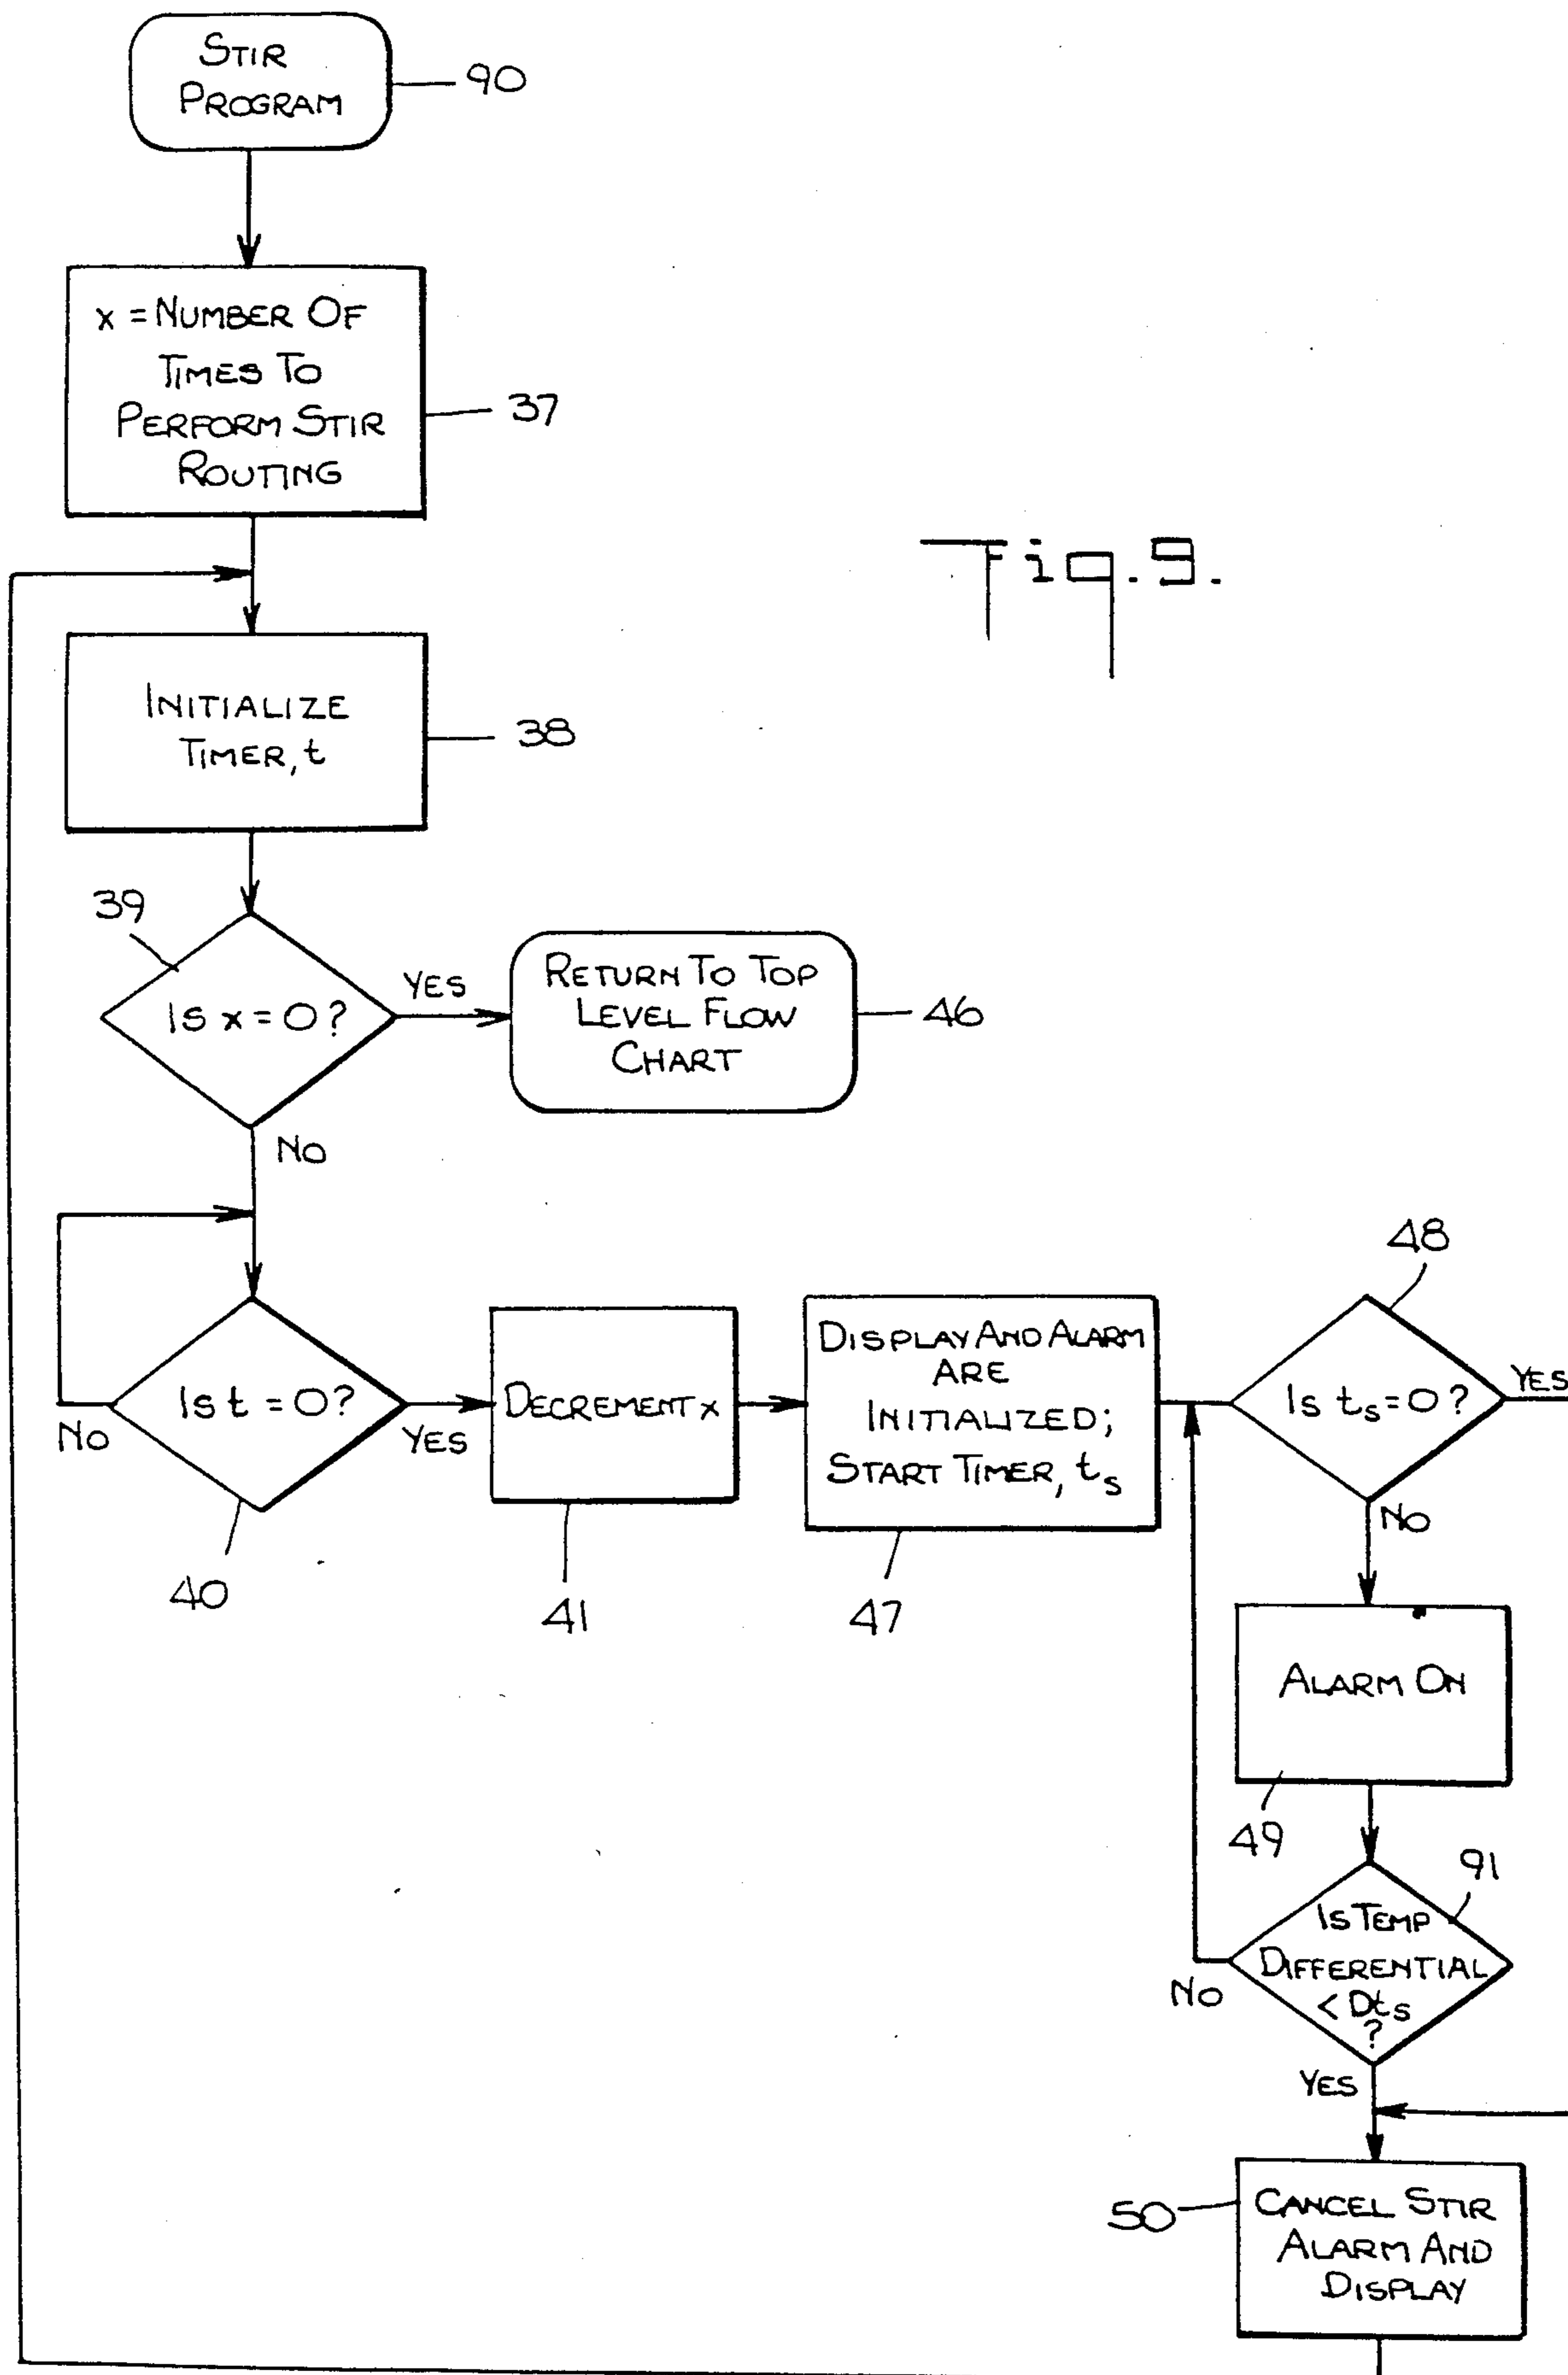 STIR
PROGRAM
90
x = NUMBER OF
TIMES TO
PERFORM STIR
ROUTING
37
Fig. 9.
INITIALIZE
TIMER, t
38
39
IS x = 0 ?
YES
RETURN TO TOP
LEVEL FLOW
CHART
46
NO
48
IS t = 0 ?
NO
YES
40
DECREMENT x
41
DISPLAY AND ALARM
ARE
INITIALIZED;
START TIMER, ts
47
IS ts = 0 ?
YES
NO
ALARM ON
49
91
IS TEMP
DIFFERENTIAL
< Dts
?
NO
YES
50
CANCEL STIR
ALARM AND
DISPLAY